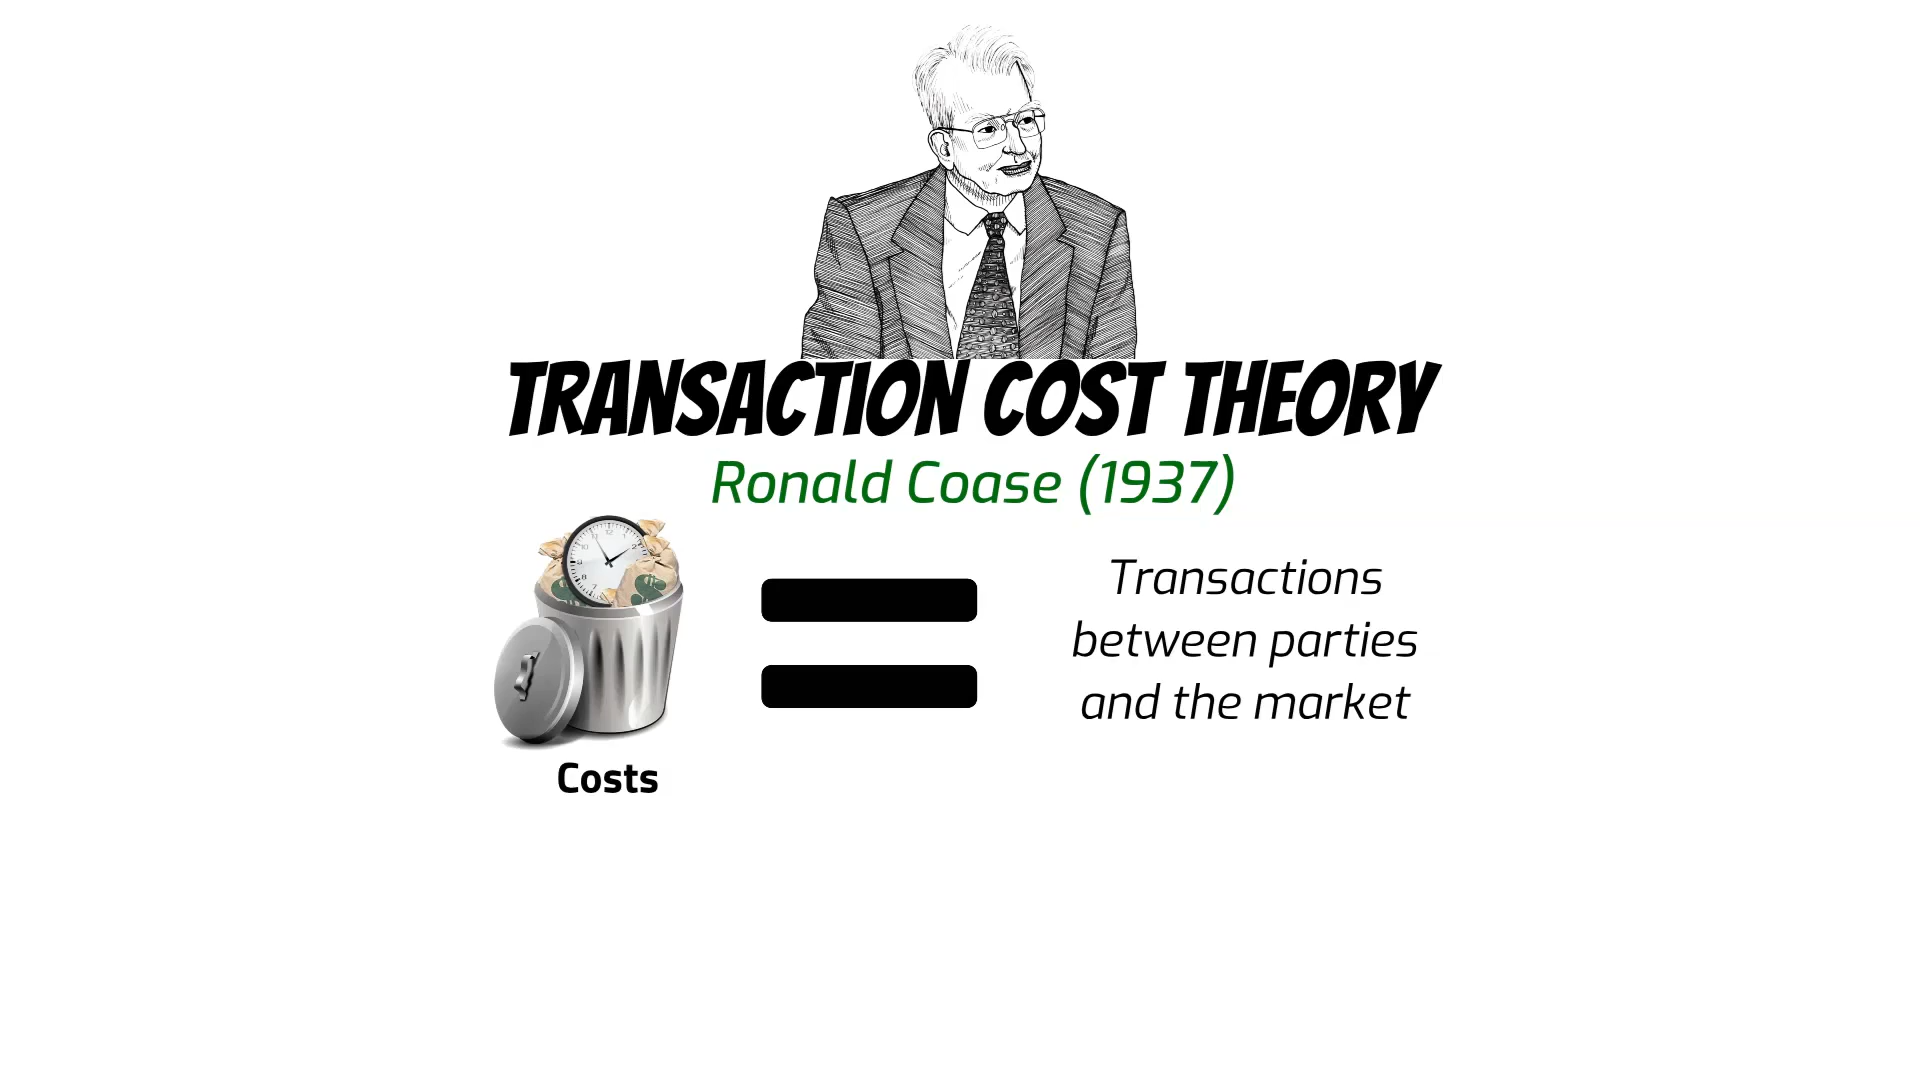 TRANSACTION COST THEORY
Ronald Coase (1937)
Transactions
between parties
and the market
Costs